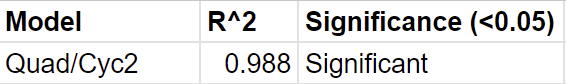 Model R^2 Significance (<0.05)
Quad/Cyc2 0.988 Significant